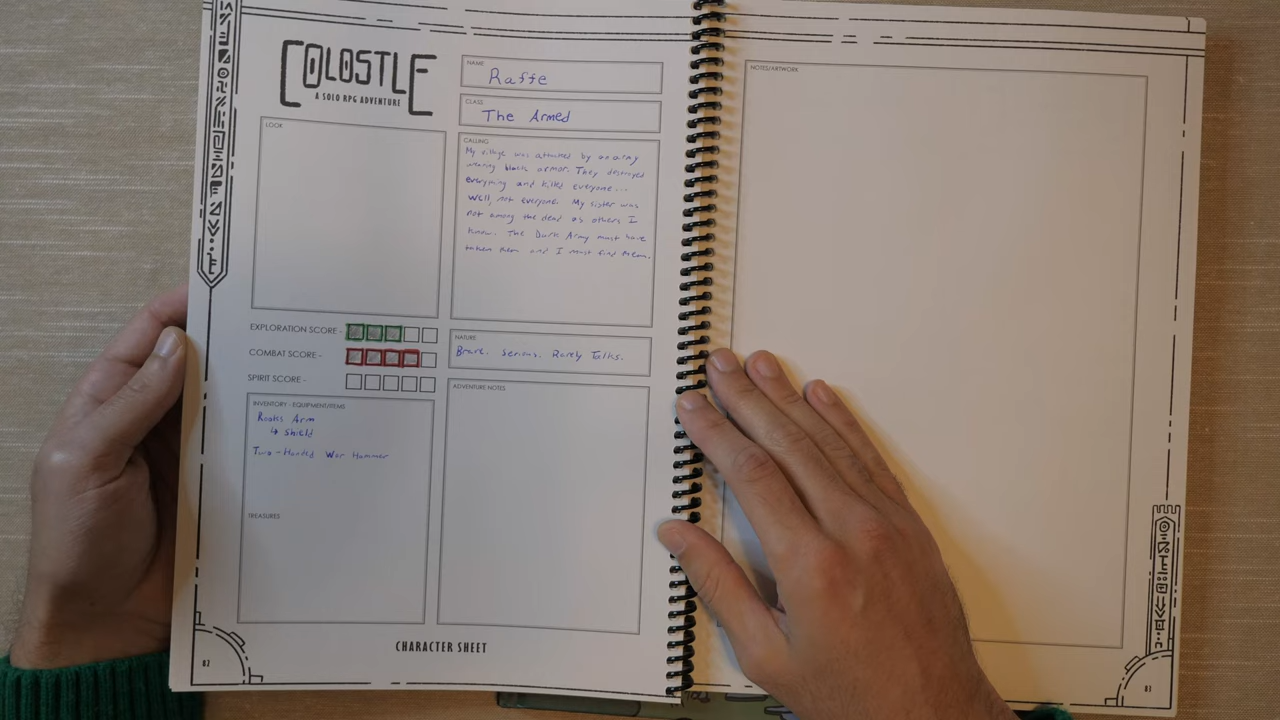 COLOSTLE
A SOLO RPG ADVENTURE
NAME
Raffe
CLASS
The Armed
LOOK
CALLING
My village was attacked by an army
wearing black armor. They destroyed
everything and killed everyone...
Well, not everyone. My sister was
not among the dead as others I
know. The Dark Army must have
taken them and I must find them.
EXPLORATION SCORE -
COMBAT SCORE -
SPIRIT SCORE -
NATURE
Brave. Serious. Rarely Talks.
INVENTORY - EQUIPMENT/ITEMS
Rooks Arm
↳ Shield
Two-Handed War Hammer
TREASURES
ADVENTURE NOTES
CHARACTER SHEET
82
NOTES/ARTWORK